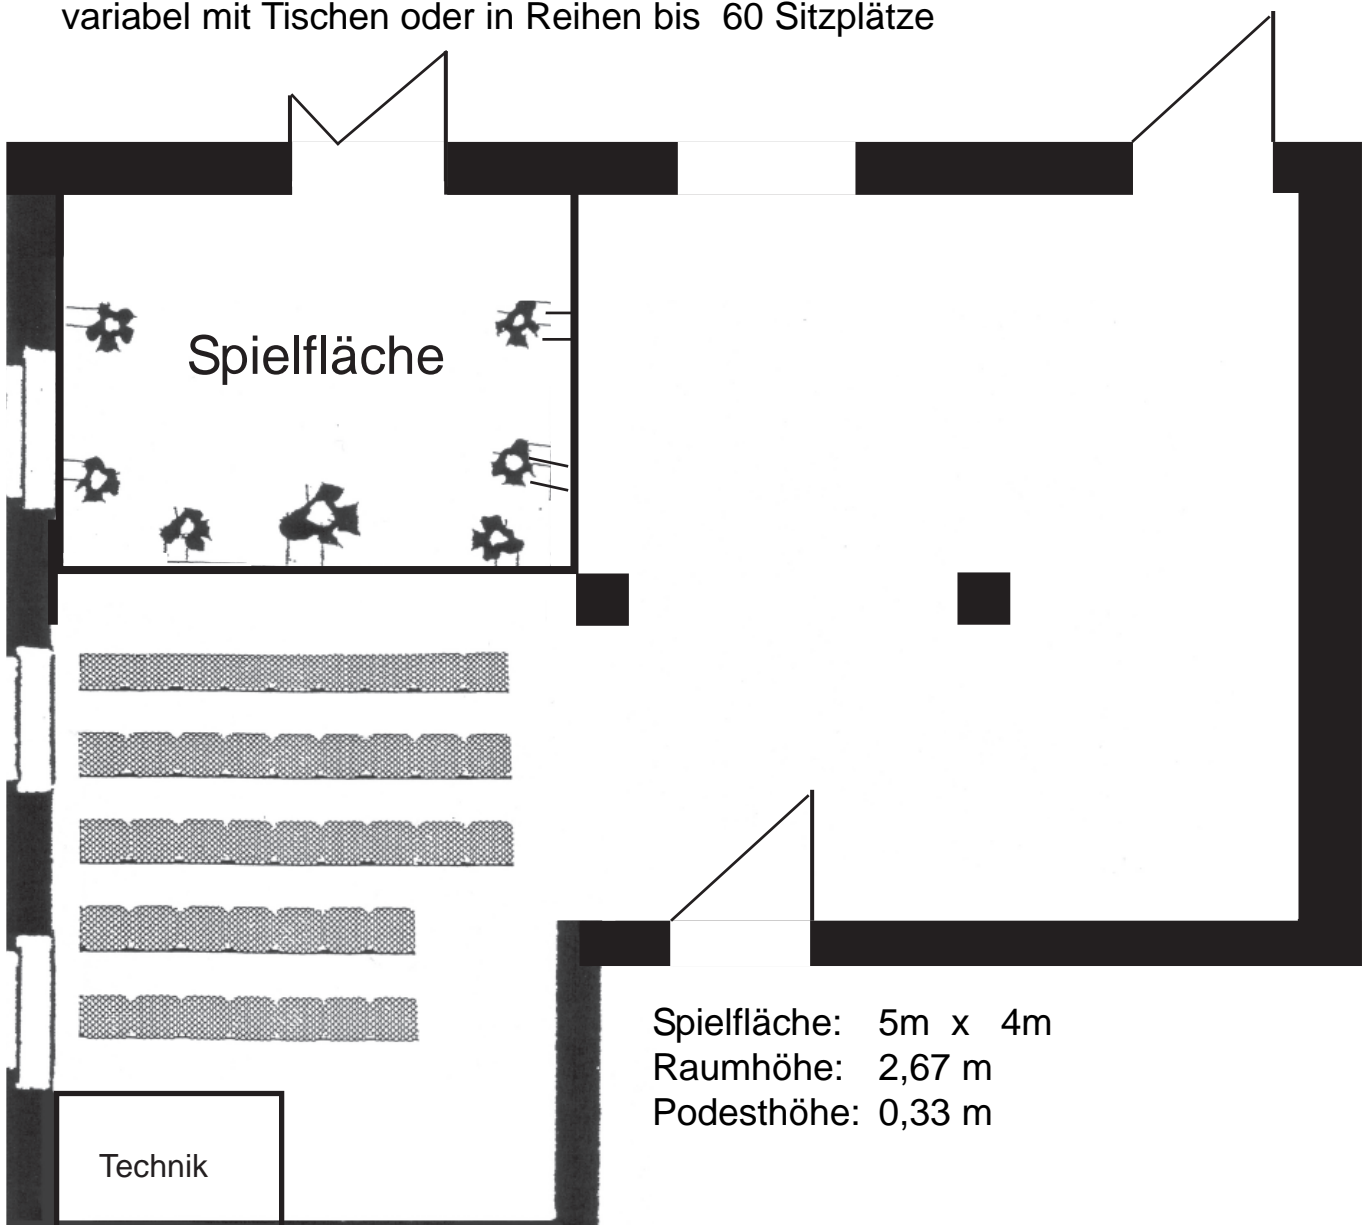 variabel mit Tischen oder in Reihen bis 60 Sitzplätze
Spielfläche
Spielfläche: 5m x 4m
Raumhöhe: 2,67 m
Podesthöhe: 0,33 m
Technik